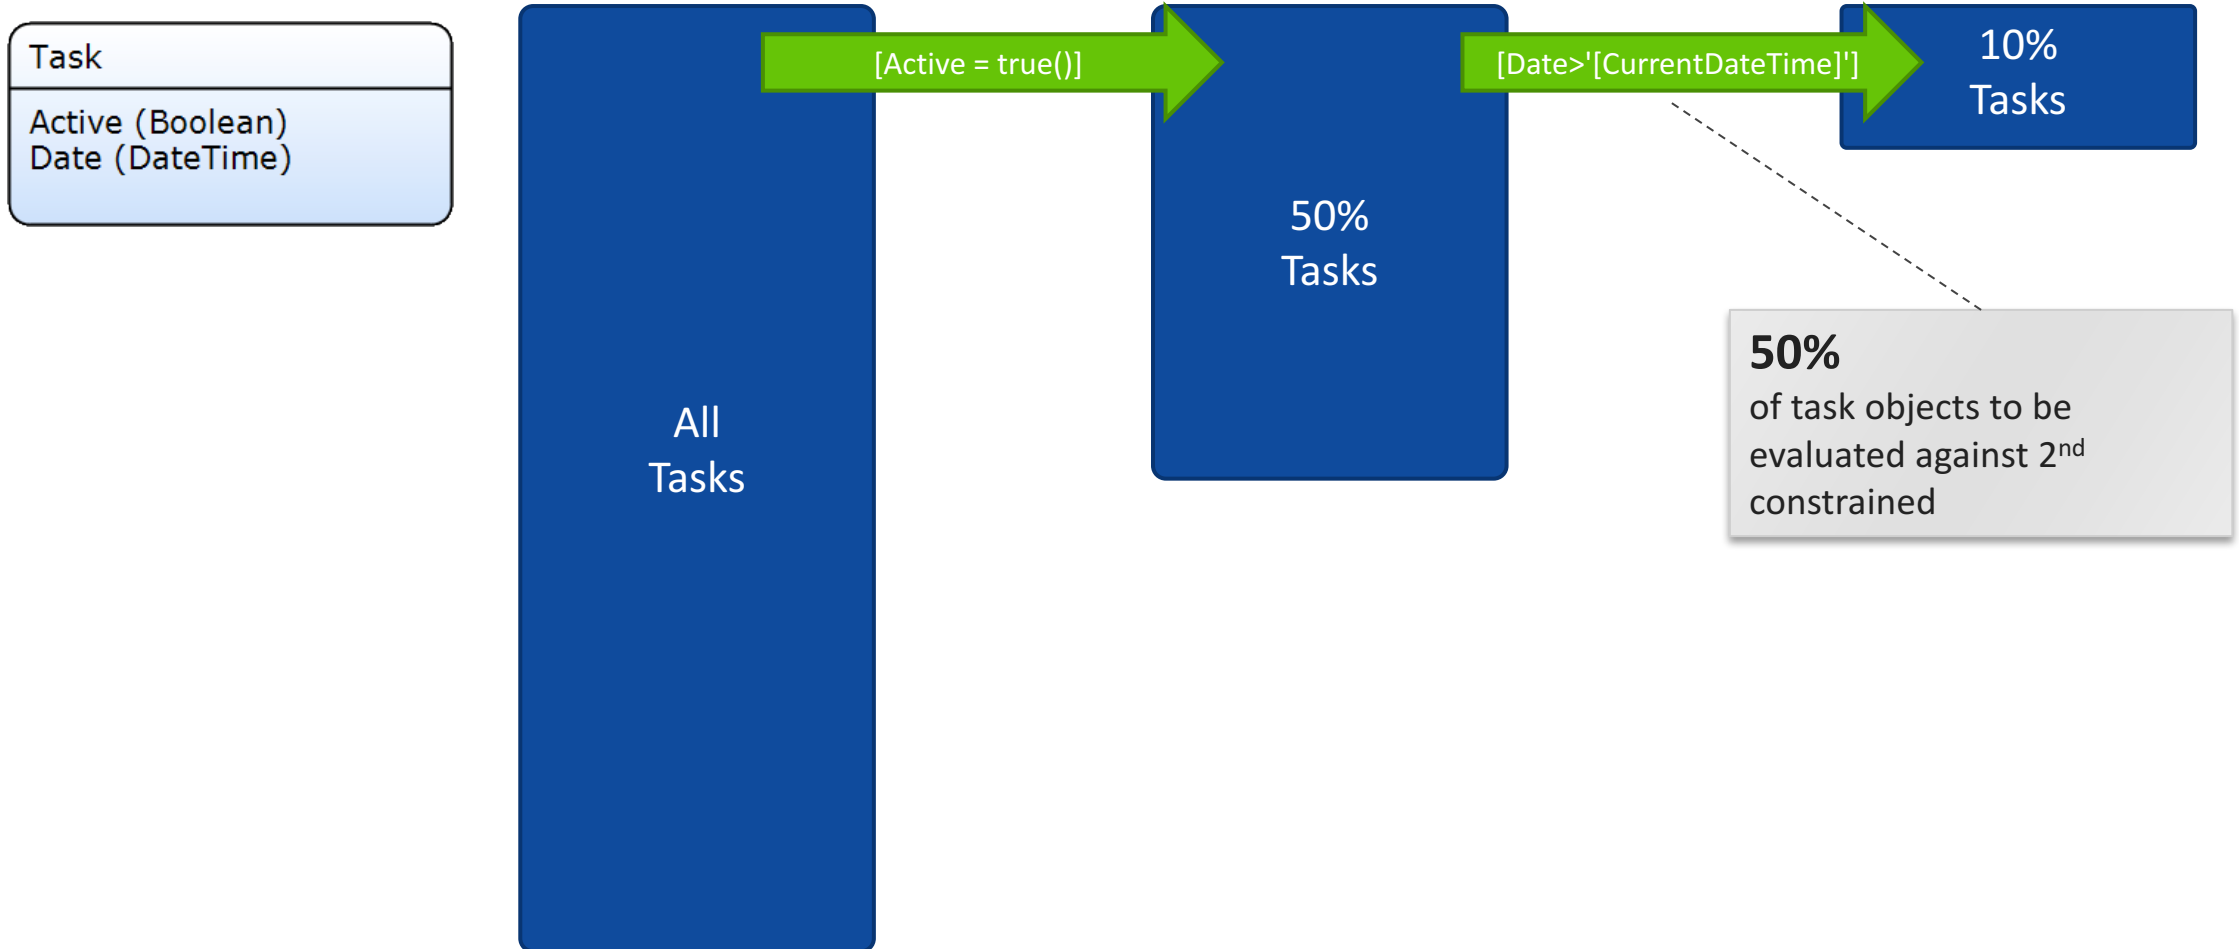 Task
Active (Boolean)
Date (DateTime)
All
Tasks
[Active = true()]
50%
Tasks
[Date>'[CurrentDateTime]']
10%
Tasks
50%
of task objects to be
evaluated against 2nd
constrained